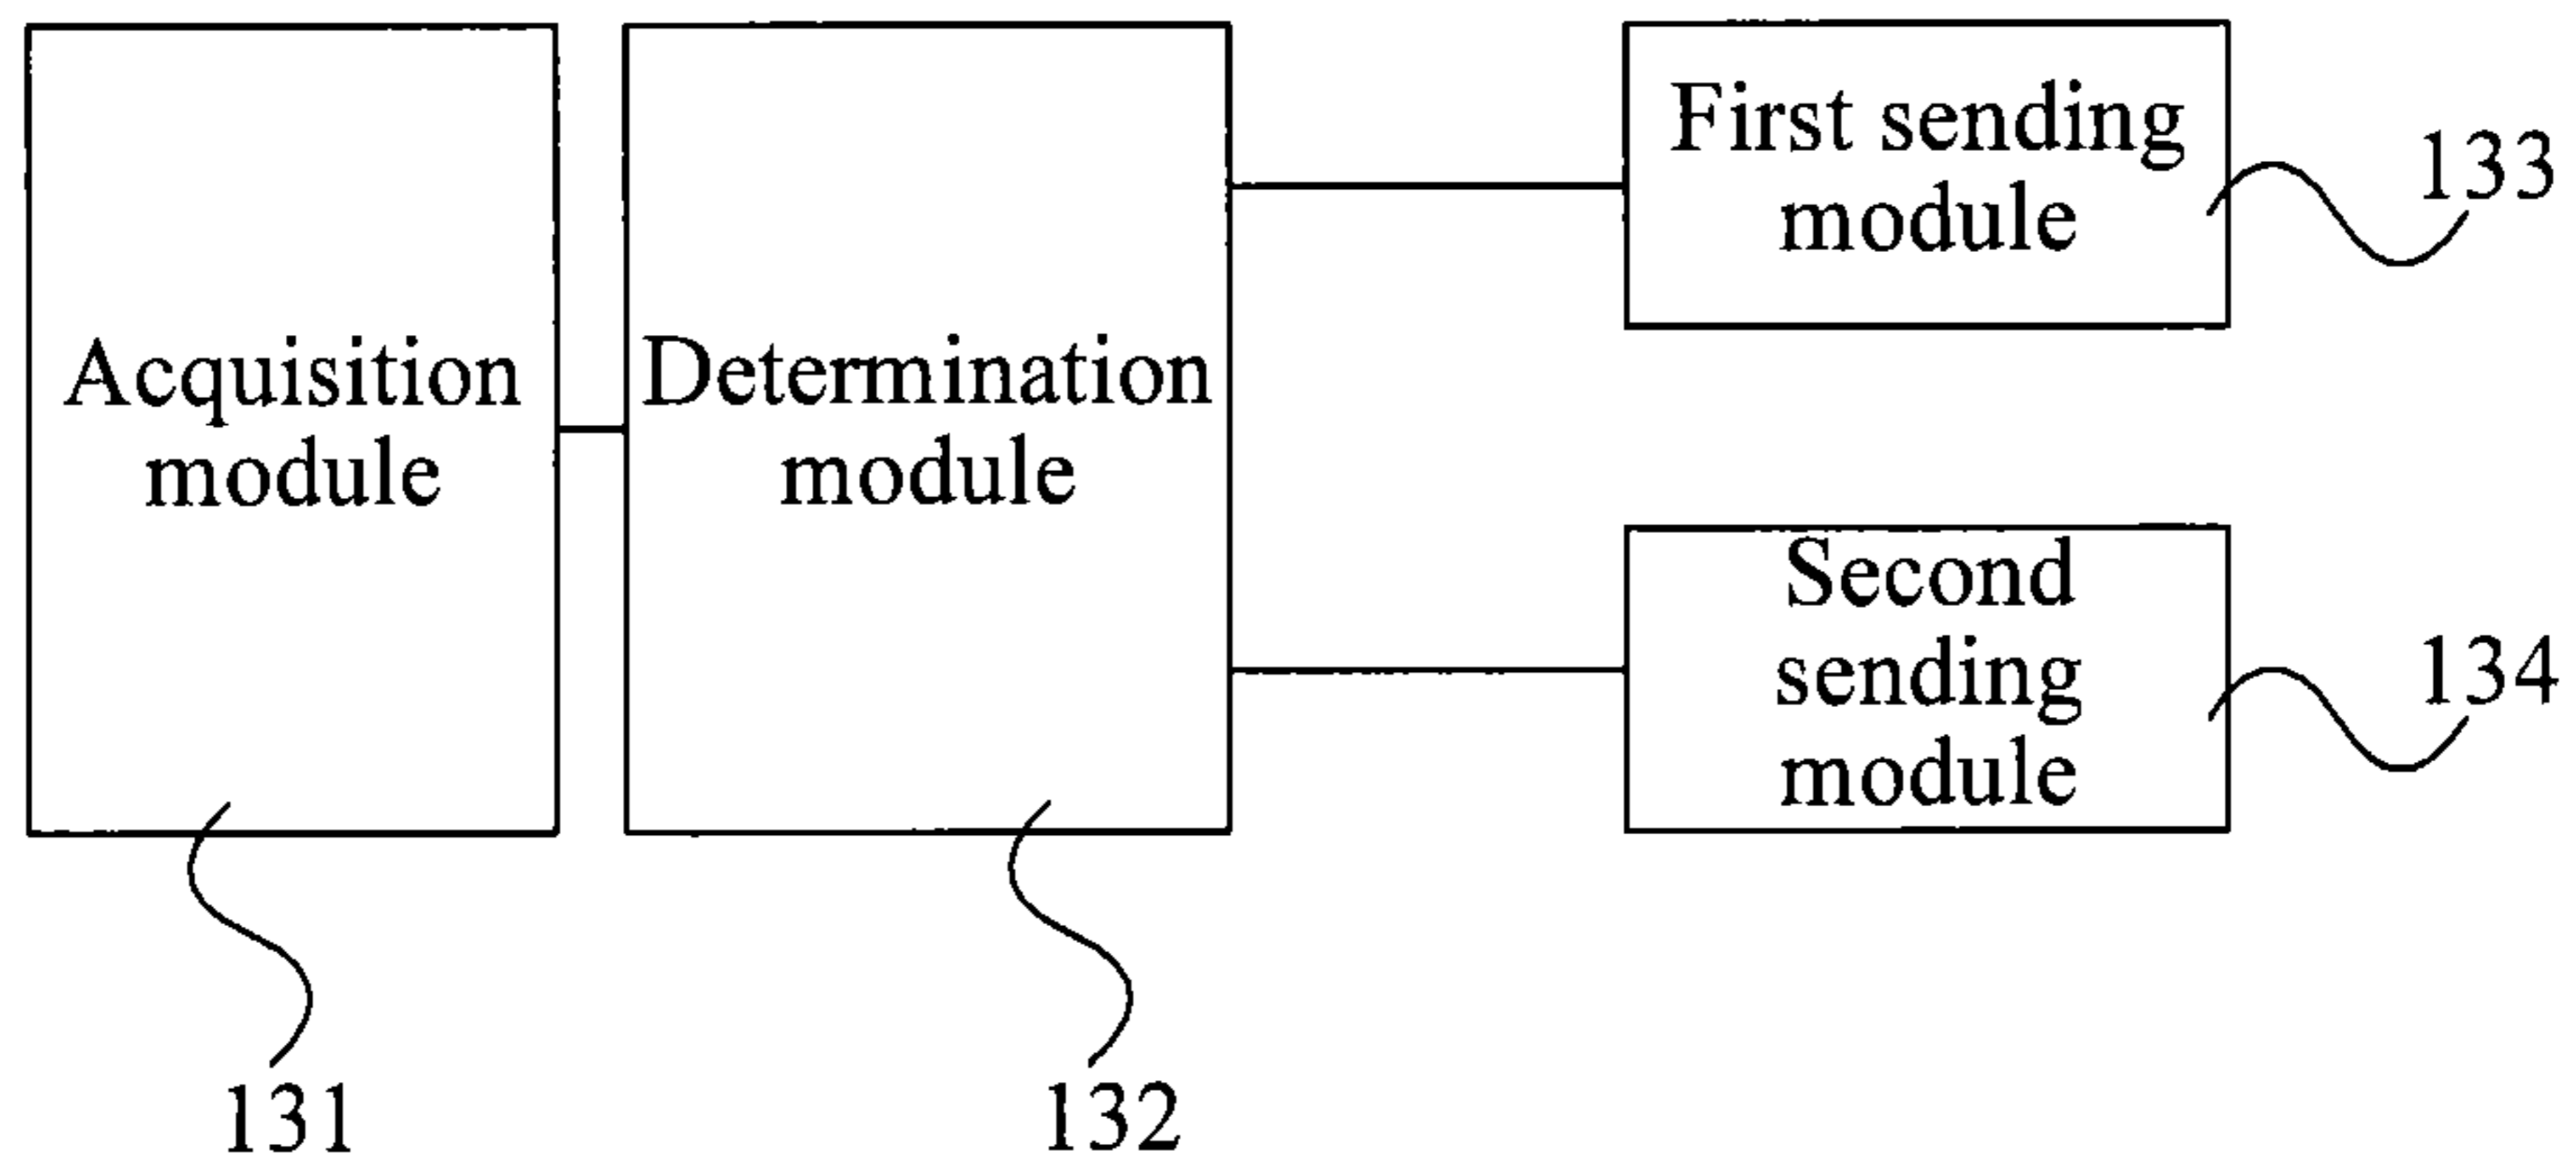 Acquisition
module
Determination
module
First sending
module
Second
sending
module
133
134
131
132